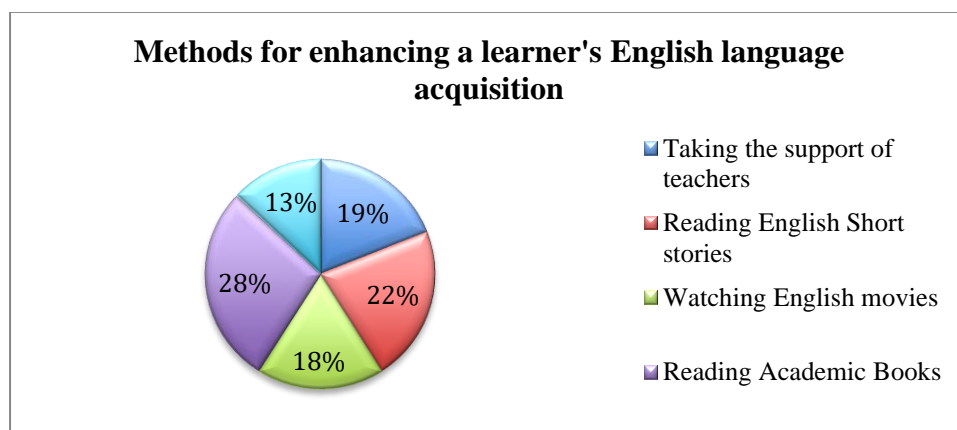 Methods for enhancing a learner's English language
acquisition
13%
19%
28%
22%
18%
Taking the support of
teachers
Reading English Short
stories
Watching English movies
Reading Academic Books